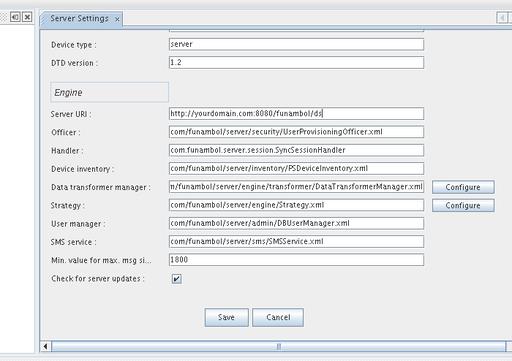 Server Settings
Device type : server
DTD version : 1.2
Engine
Server URI : http://yourdomain.com:8080/funambol/ds
Officer : com/funambol/server/security/UserProvisioningOfficer.xml
Handler : com.funambol.server.session.SyncSessionHandler
Device inventory : com/funambol/server/inventory/PSDeviceInventory.xml
Data transformer manager : n/funambol/server/engine/transformer/DataTransformerManager.xml Configure
Strategy : com/funambol/server/engine/Strategy.xml Configure
User manager : com/funambol/server/admin/DBUserManager.xml
SMS service : com/funambol/server/sms/SMSService.xml
Min. value for max. msg si... 1800
Check for server updates :
Save Cancel